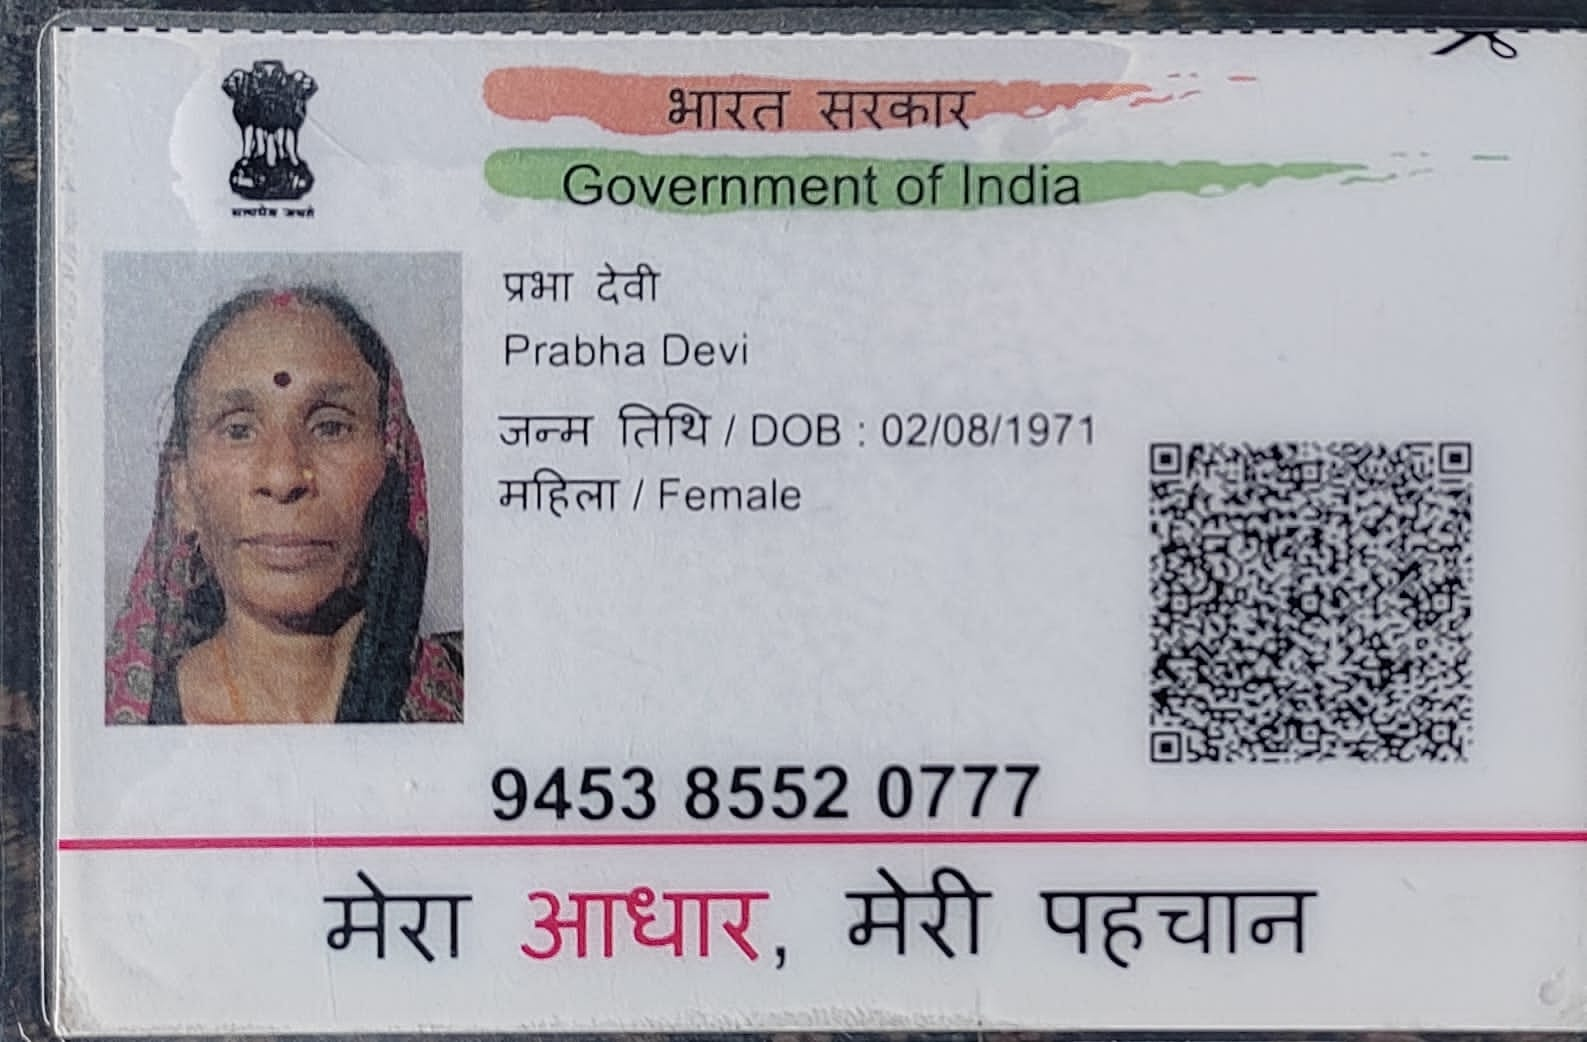 भारत सरकार
Government of India
सत्यमेव जयते
प्रभा देवी
Prabha Devi
जन्म तिथि / DOB : 02/08/1971
महिला / Female
9453 8552 0777
मेरा आधार, मेरी पहचान